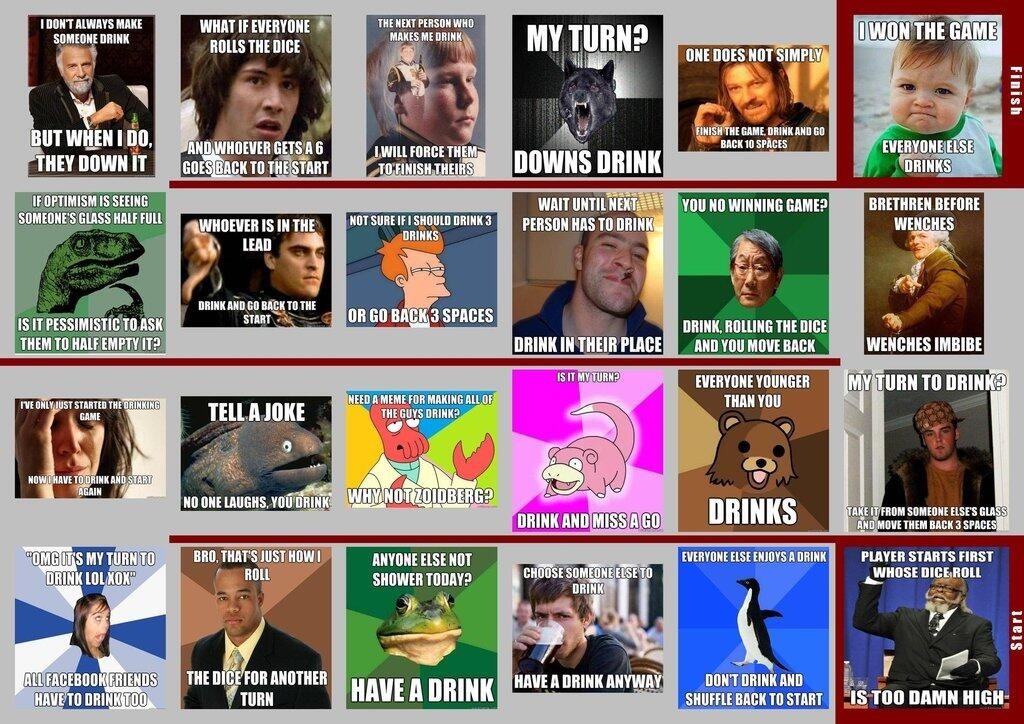 I DON'T ALWAYS MAKE
SOMEONE DRINK
BUT WHEN I DO,
THEY DOWN IT
WHAT IF EVERYONE
ROLLS THE DICE
AND WHOEVER GETS A 6
GOES BACK TO THE START
THE NEXT PERSON WHO
MAKES ME DRINK
I WILL FORCE THEM
TO FINISH THEIRS
MY TURN?
DOWNS DRINK
ONE DOES NOT SIMPLY
FINISH THE GAME, DRINK AND GO
BACK 10 SPACES
I WON THE GAME
EVERYONE ELSE
DRINKS
Finish
IF OPTIMISM IS SEEING
SOMEONE'S GLASS HALF FULL
IS IT PESSIMISTIC TO ASK
THEM TO HALF EMPTY IT?
WHOEVER IS IN THE
LEAD
DRINK AND GO BACK TO THE
START
NOT SURE IF I SHOULD DRINK 3
DRINKS
OR GO BACK 3 SPACES
WAIT UNTIL NEXT
PERSON HAS TO DRINK
DRINK IN THEIR PLACE
YOU NO WINNING GAME?
DRINK, ROLLING THE DICE
AND YOU MOVE BACK
BRETHREN BEFORE
WENCHES
WENCHES IMBIBE
I'VE ONLY JUST STARTED THE DRINKING
GAME
NOW I HAVE TO DRINK AND START
AGAIN
TELL A JOKE
NO ONE LAUGHS, YOU DRINK
NEED A MEME FOR MAKING ALL OF
THE GUYS DRINK?
WHY NOT ZOIDBERG?
IS IT MY TURN?
DRINK AND MISS A GO
EVERYONE YOUNGER
THAN YOU
DRINKS
MY TURN TO DRINK?
TAKE IT FROM SOMEONE ELSE'S GLASS
AND MOVE THEM BACK 3 SPACES
"OMG IT'S MY TURN TO
DRINK LOL XOX"
ALL FACEBOOK FRIENDS
HAVE TO DRINK TOO
BRO, THAT'S JUST HOW I
ROLL
THE DICE FOR ANOTHER
TURN
ANYONE ELSE NOT
SHOWER TODAY?
HAVE A DRINK
CHOOSE SOMEONE ELSE TO
DRINK
HAVE A DRINK ANYWAY
EVERYONE ELSE ENJOYS A DRINK
DON'T DRINK AND
SHUFFLE BACK TO START
PLAYER STARTS FIRST
WHOSE DICE ROLL
IS TOO DAMN HIGH
Start